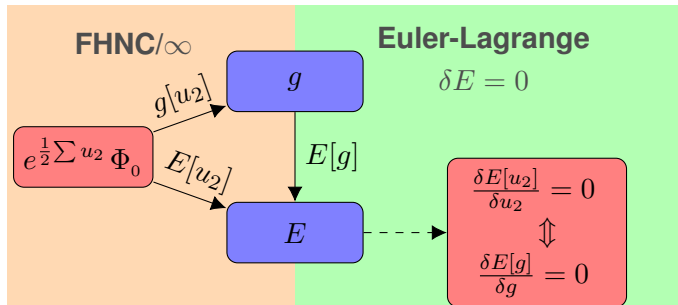 FHNC/∞
Euler-Lagrange
δE = 0
g
g[u₂]
e^{½ ∑ u₂} Φ₀
E[u₂]
E[g]
E
δE[u₂]/δu₂ = 0
⇕
δE[g]/δg = 0